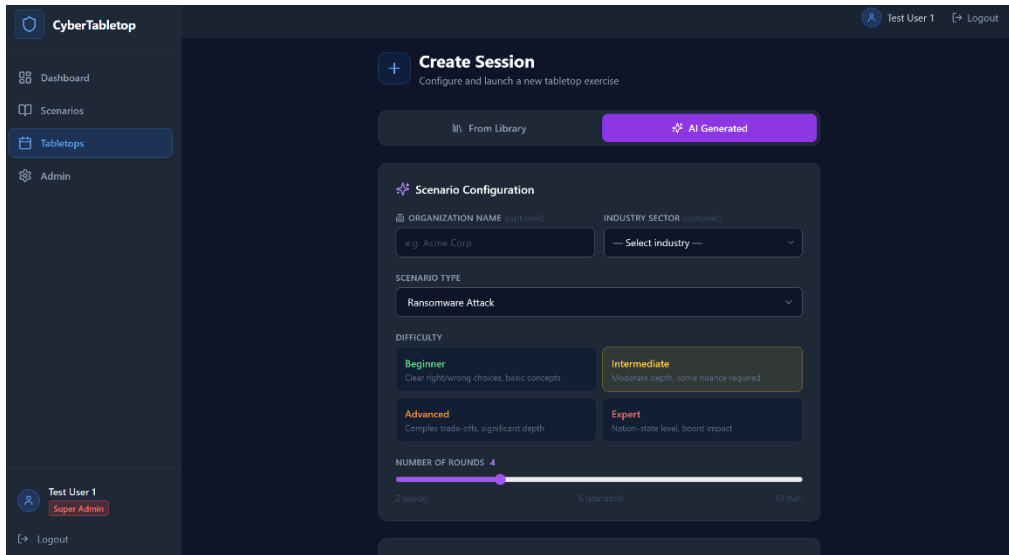 CyberTabletop
Test User 1
Logout
Dashboard
Scenarios
Tabletops
Admin
Create Session
Configure and launch a new tabletop exercise
From Library
AI Generated
Scenario Configuration
ORGANIZATION NAME (optional)
INDUSTRY SECTOR (optional)
e.g. Acme Corp
— Select industry —
SCENARIO TYPE
Ransomware Attack
DIFFICULTY
Beginner
Clear right/wrong choices, basic concepts
Intermediate
Moderate depth, some nuance required
Advanced
Complex trade-offs, significant depth
Expert
Nation-state level, board impact
NUMBER OF ROUNDS 4
2 (quick)
6 (standard)
10 (full)
Test User 1
Super Admin
Logout